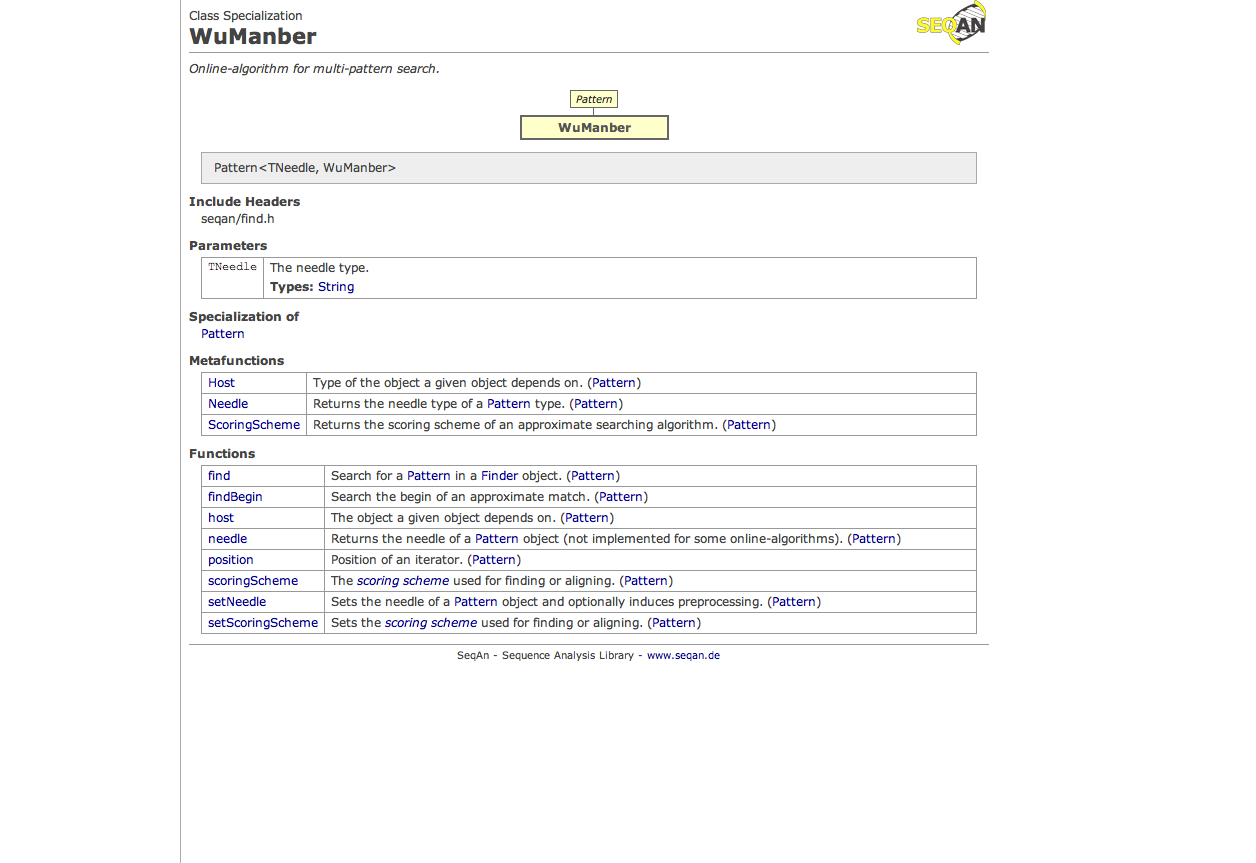 Class Specialization
WuManber
SEQAN
Online-algorithm for multi-pattern search.
Pattern
WuManber
Pattern<TNeedle, WuManber>
Include Headers
seqan/find.h
Parameters
TNeedle The needle type.
Types: String
Specialization of
Pattern
Metafunctions
Host Type of the object a given object depends on. (Pattern)
Needle Returns the needle type of a Pattern type. (Pattern)
ScoringScheme Returns the scoring scheme of an approximate searching algorithm. (Pattern)
Functions
find Search for a Pattern in a Finder object. (Pattern)
findBegin Search the begin of an approximate match. (Pattern)
host The object a given object depends on. (Pattern)
needle Returns the needle of a Pattern object (not implemented for some online-algorithms). (Pattern)
position Position of an iterator. (Pattern)
scoringScheme The scoring scheme used for finding or aligning. (Pattern)
setNeedle Sets the needle of a Pattern object and optionally induces preprocessing. (Pattern)
setScoringScheme Sets the scoring scheme used for finding or aligning. (Pattern)
SeqAn - Sequence Analysis Library - www.seqan.de